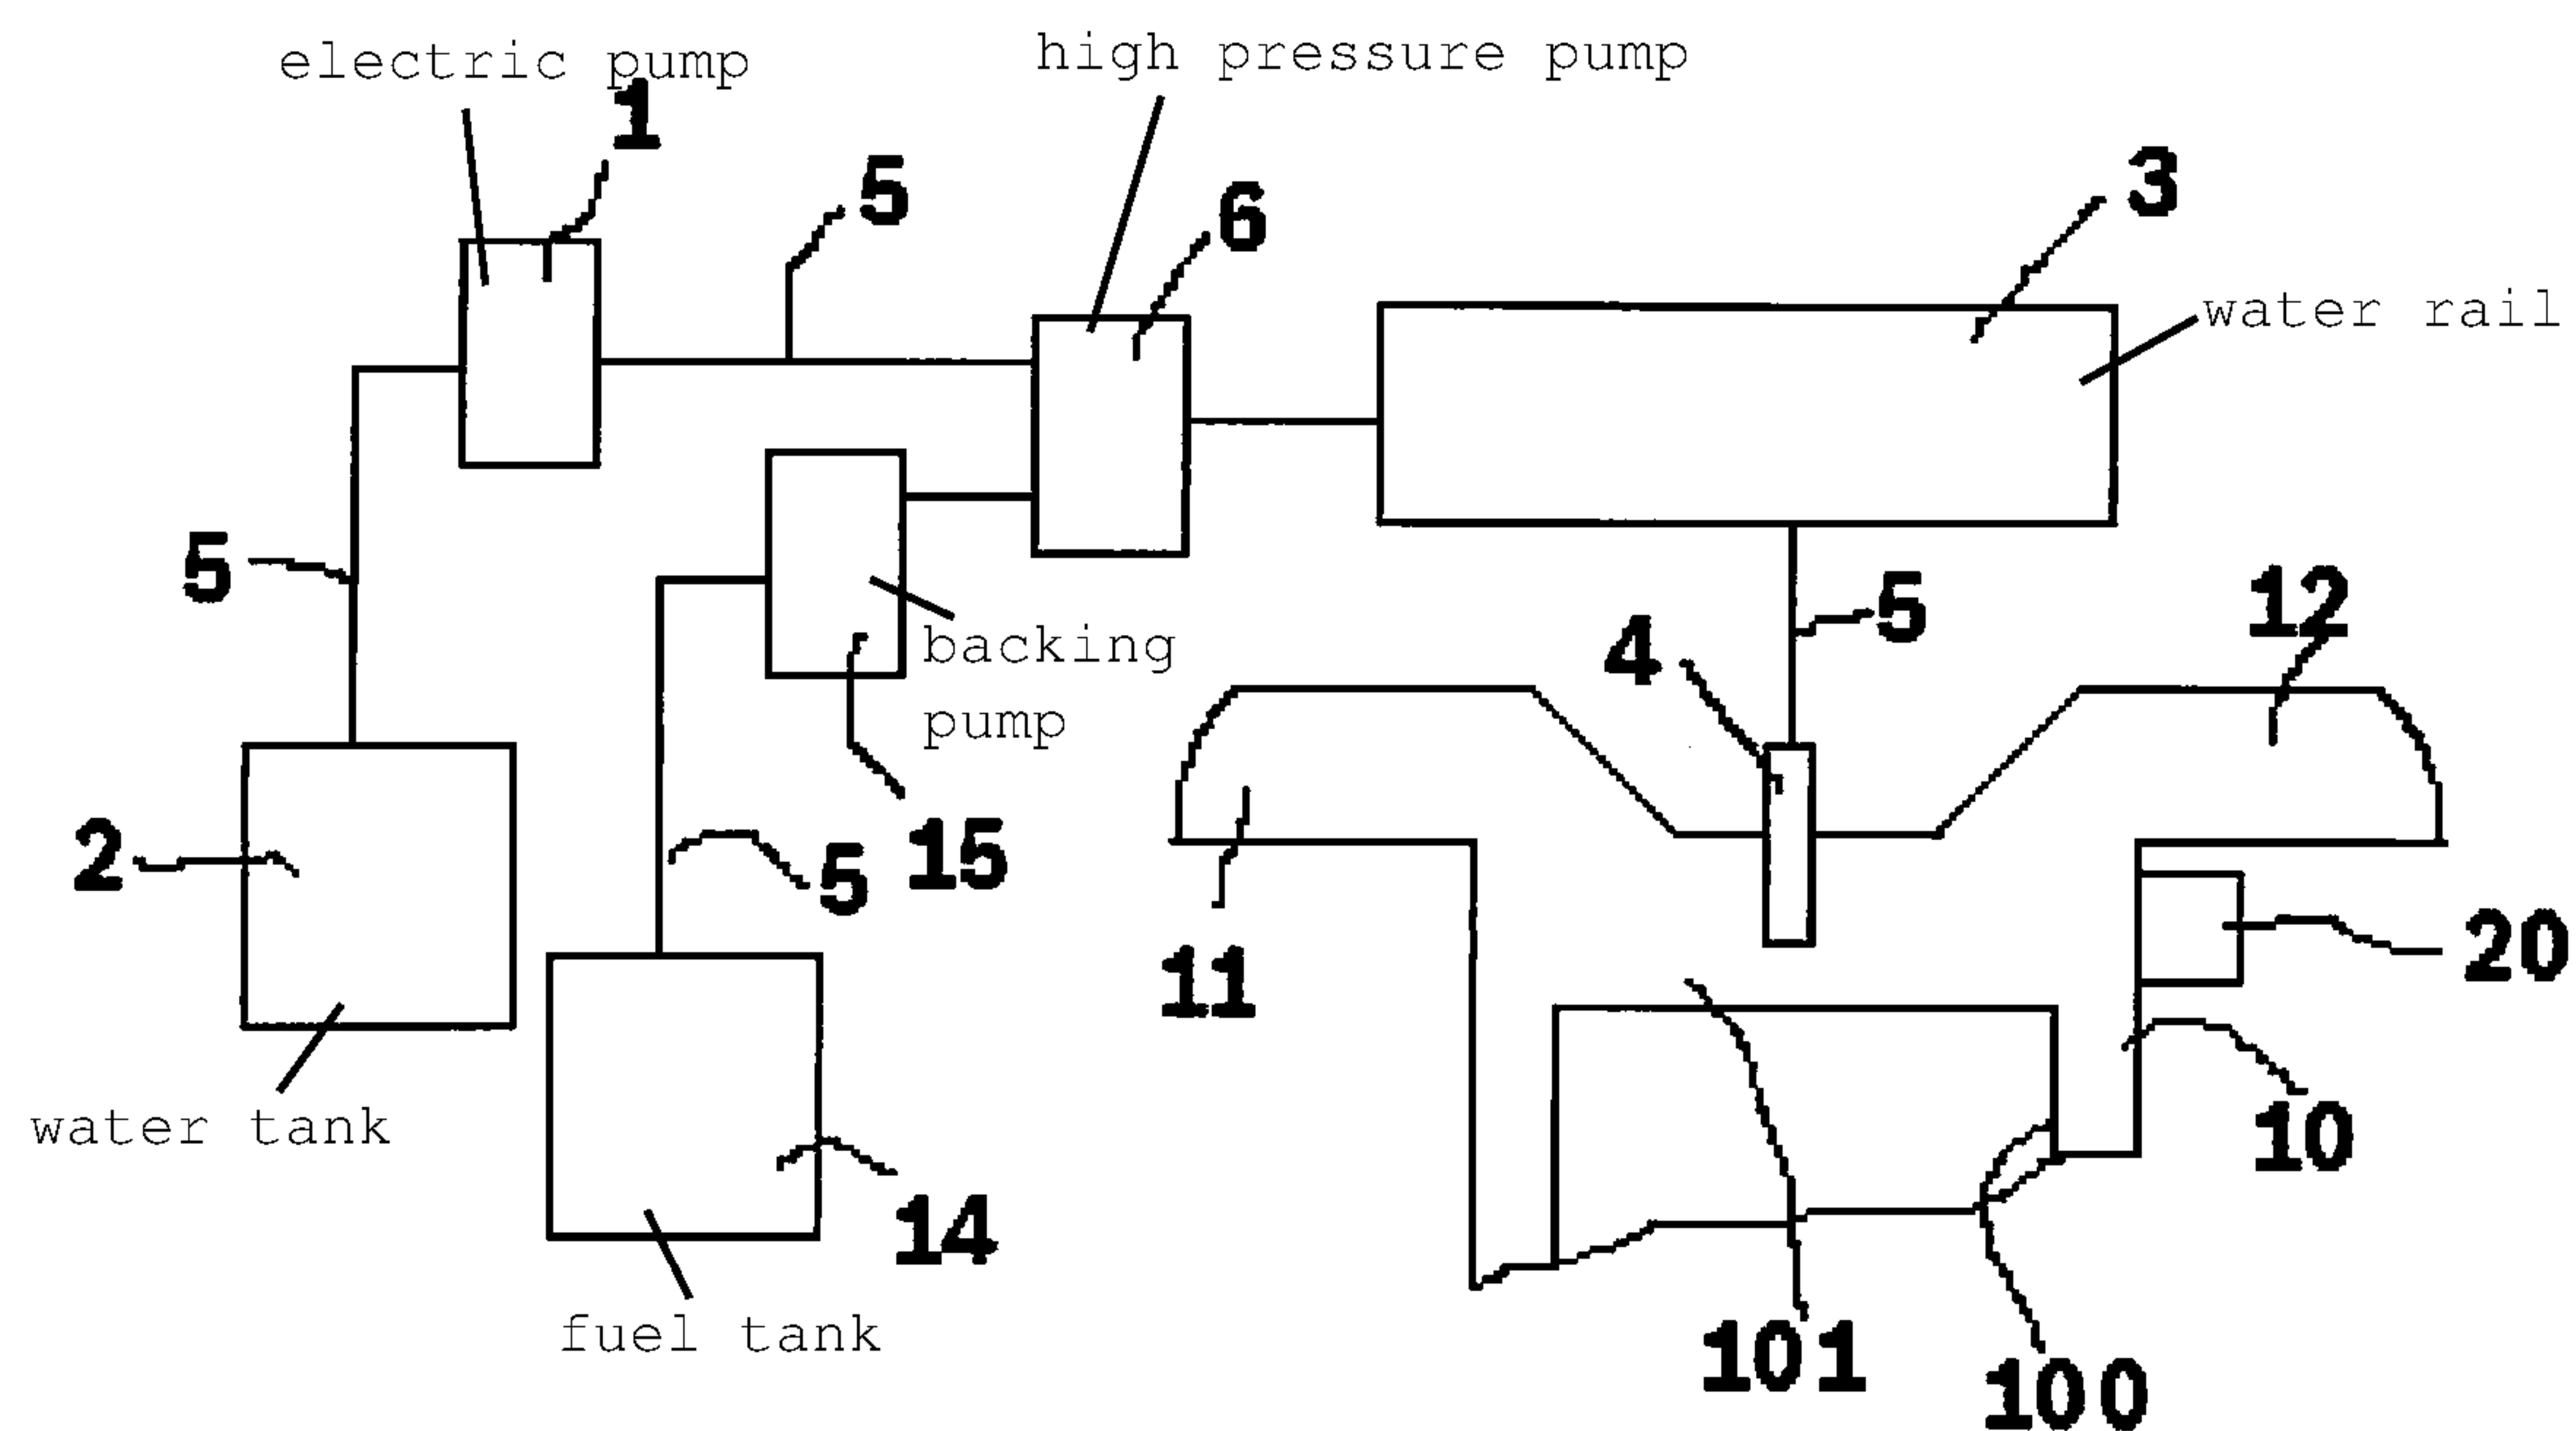 electric pump
high pressure pump
1
5
6
3
water rail
5
backing
pump
4
5
12
2
5
15
11
20
10
water tank
14
fuel tank
101
100